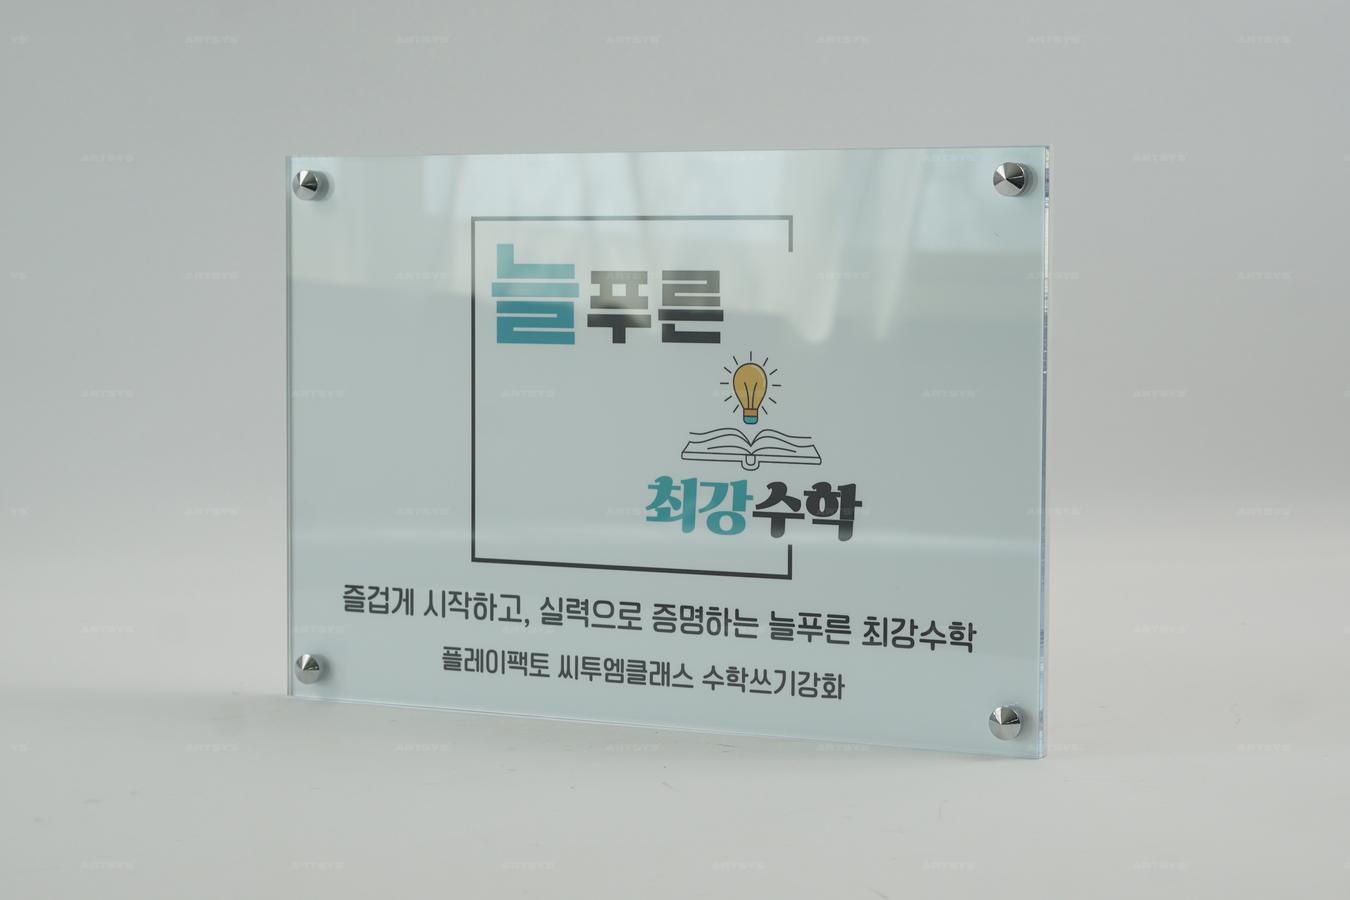 늘푸른
최강수학
즐겁게 시작하고, 실력으로 증명하는 늘푸른 최강수학
플레이팩토 씨투엠클래스 수학쓰기강화
ARTSYS